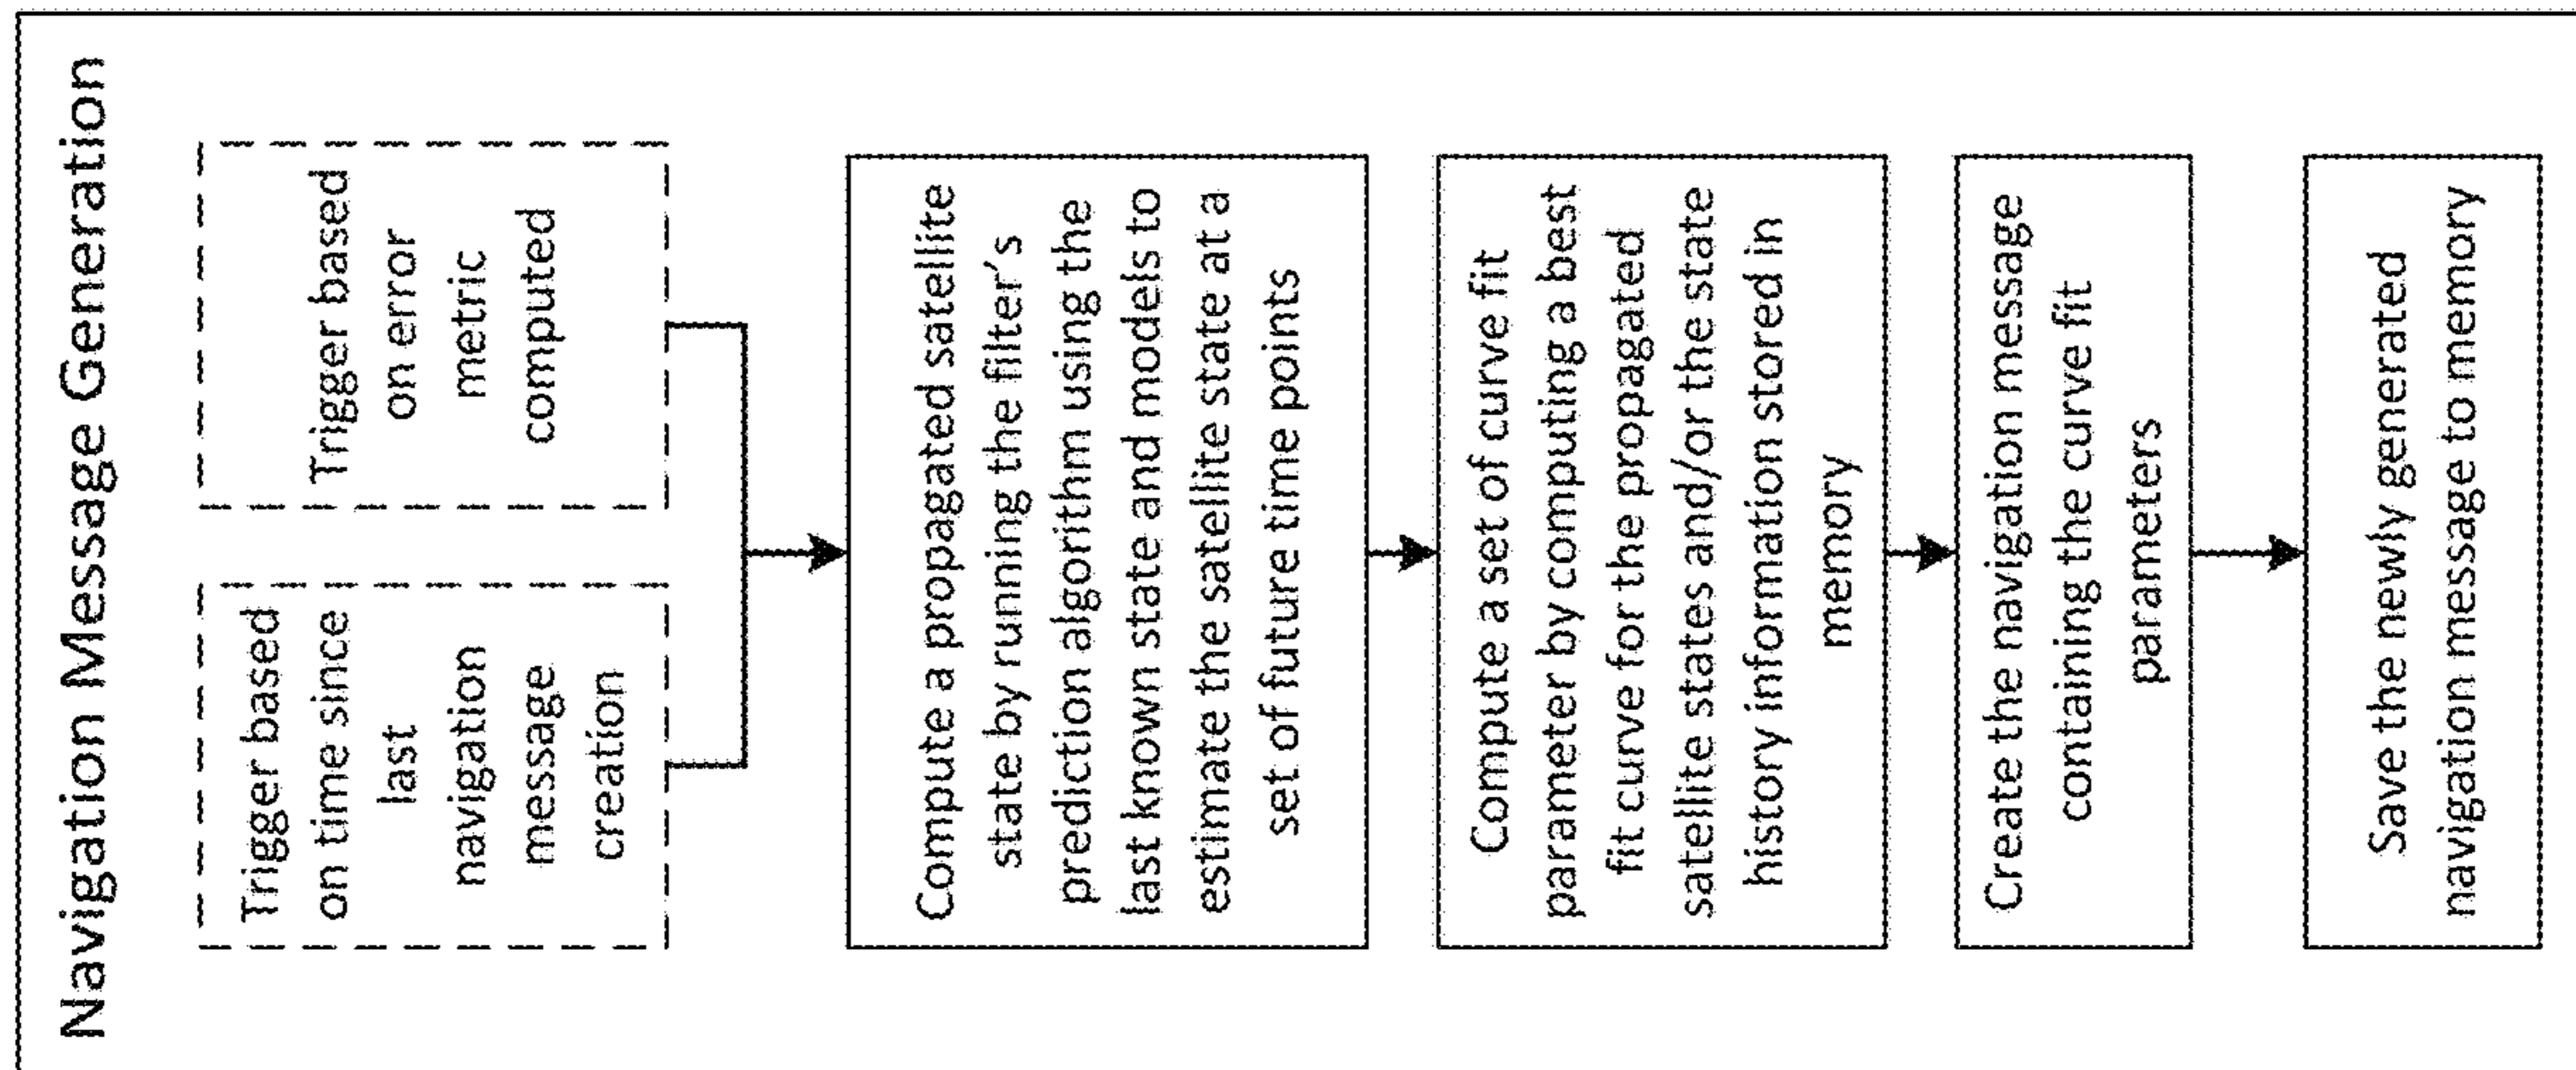 Navigation Message Generation
Trigger based
on time since
last
navigation
message
creation
Trigger based
on error
metric
computed
Compute a propagated satellite
state by running the filter's
prediction algorithm using the
last known state and models to
estimate the satellite state at a
set of future time points
Compute a set of curve fit
parameter by computing a best
fit curve for the propagated
satellite states and/or the state
history information stored in
memory
Create the navigation message
containing the curve fit
parameters
Save the newly generated
navigation message to memory